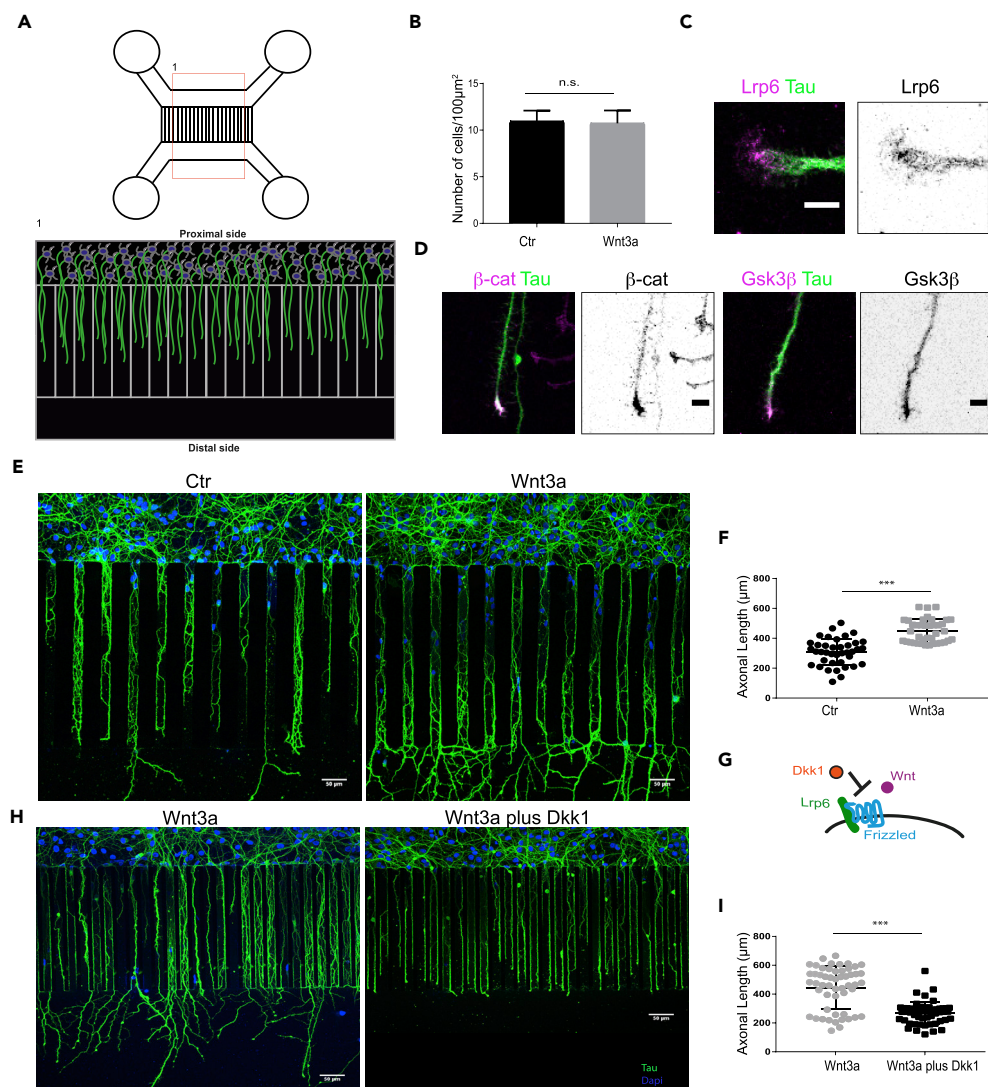 A
1
1
Proximal side
Distal side
B
Number of cells/100μm²
15
10
5
0
n.s.
Ctr
Wnt3a
C
Lrp6 Tau
Lrp6
D
β-cat Tau
β-cat
Gsk3β Tau
Gsk3β
E
Ctr
Wnt3a
50 μm
50 μm
F
Axonal Length (μm)
800
600
400
200
0
***
Ctr
Wnt3a
G
Dkk1
Wnt
Lrp6
Frizzled
H
Wnt3a
Wnt3a plus Dkk1
50 μm
50 μm
Tau
Dapi
I
Axonal Length (μm)
800
600
400
200
0
***
Wnt3a
Wnt3a plus Dkk1